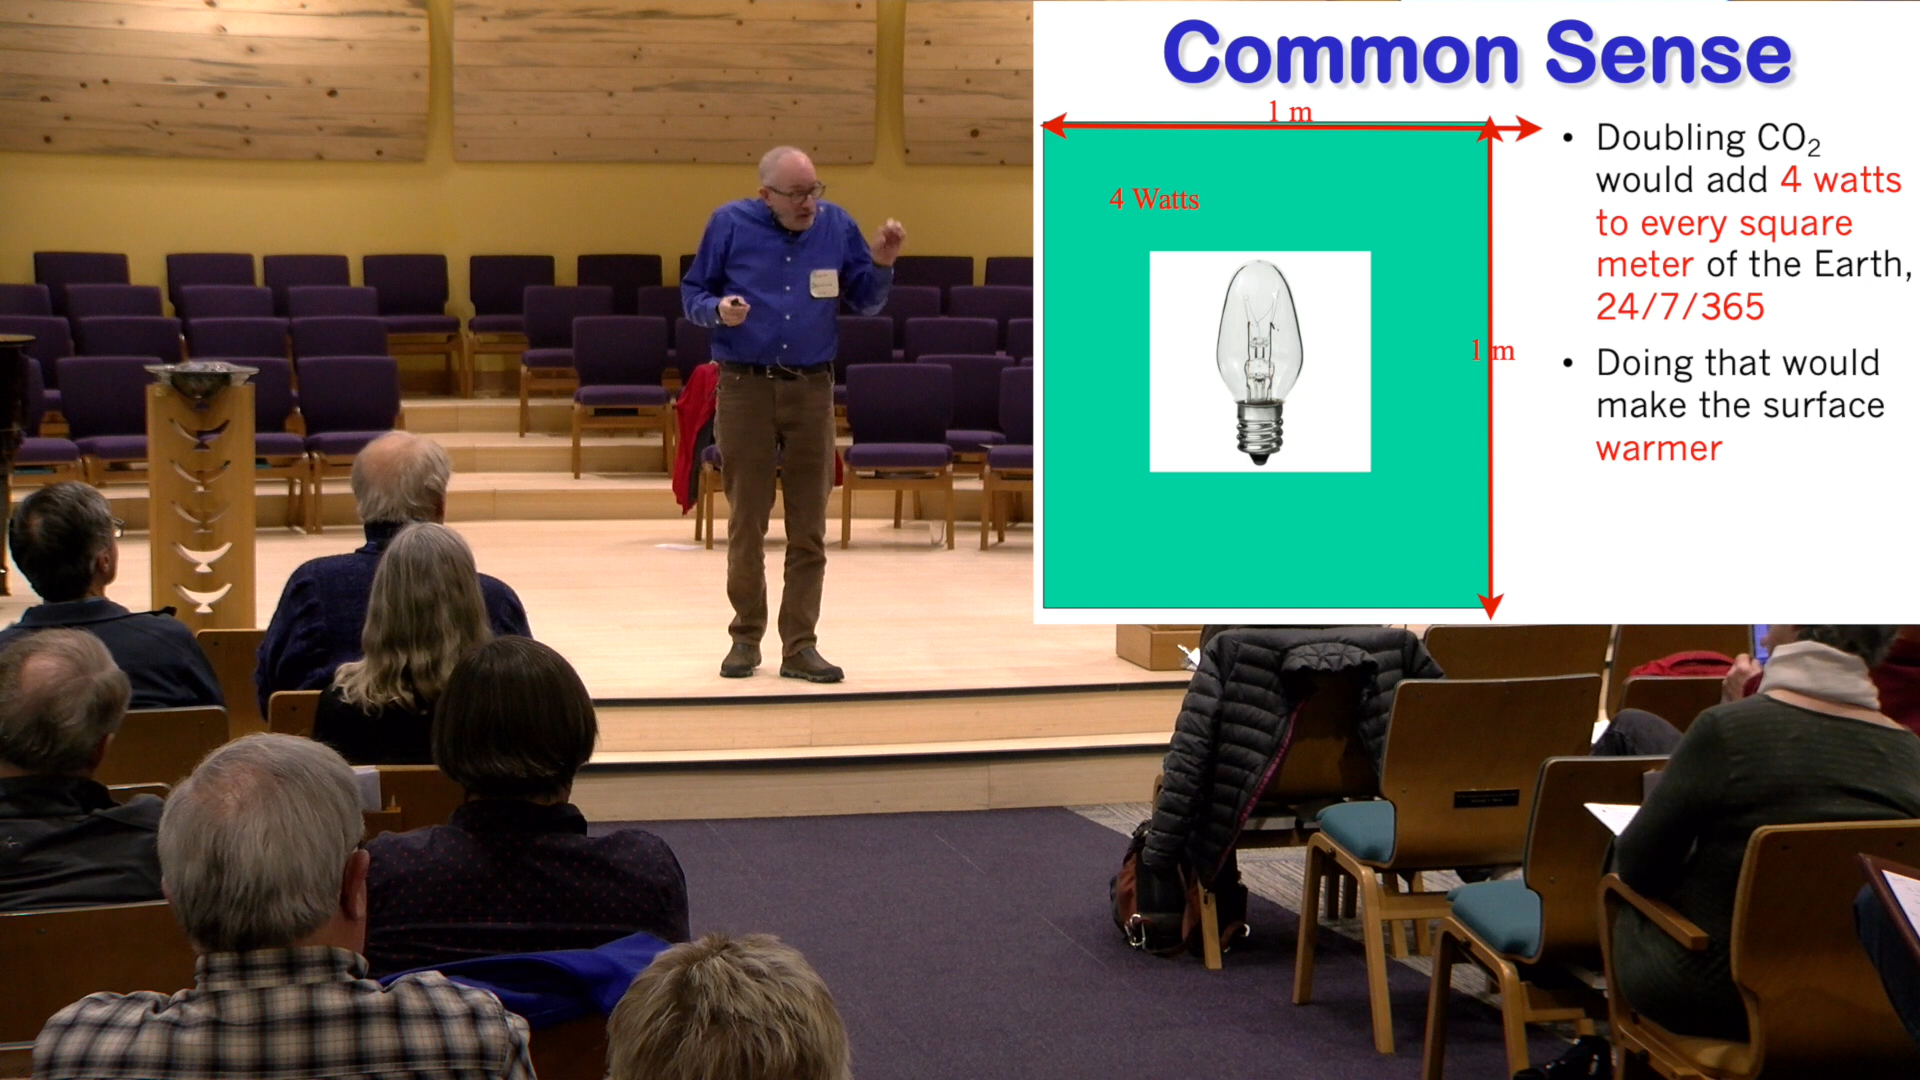 Common Sense
1 m
4 Watts
1 m
• Doubling CO₂
would add 4 watts
to every square
meter of the Earth,
24/7/365
• Doing that would
make the surface
warmer